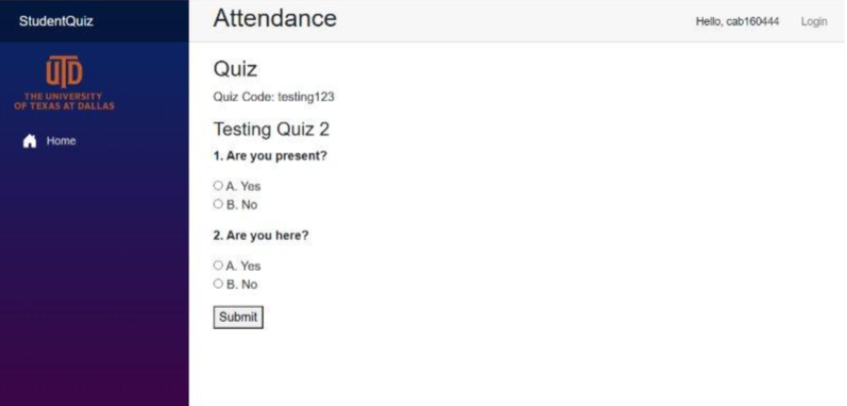 StudentQuiz
UTD
THE UNIVERSITY
OF TEXAS AT DALLAS
Home
Attendance
Hello, cab160444 Login
Quiz
Quiz Code: testing123
Testing Quiz 2
1. Are you present?
A. Yes
B. No
2. Are you here?
A. Yes
B. No
Submit